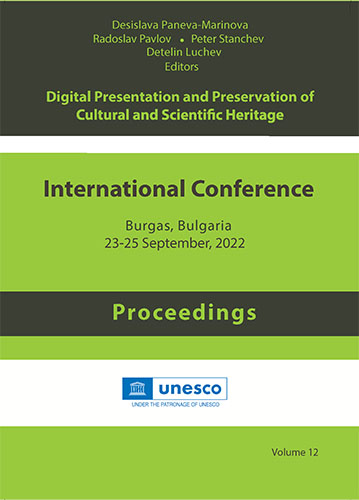 Desislava Paneva-Marinova
Radoslav Pavlov • Peter Stanchev
Detelin Luchev
Editors
Digital Presentation and Preservation of
Cultural and Scientific Heritage
International Conference
Burgas, Bulgaria
23-25 September, 2022
Proceedings
unesco
UNDER THE PATRONAGE OF UNESCO
Volume 12